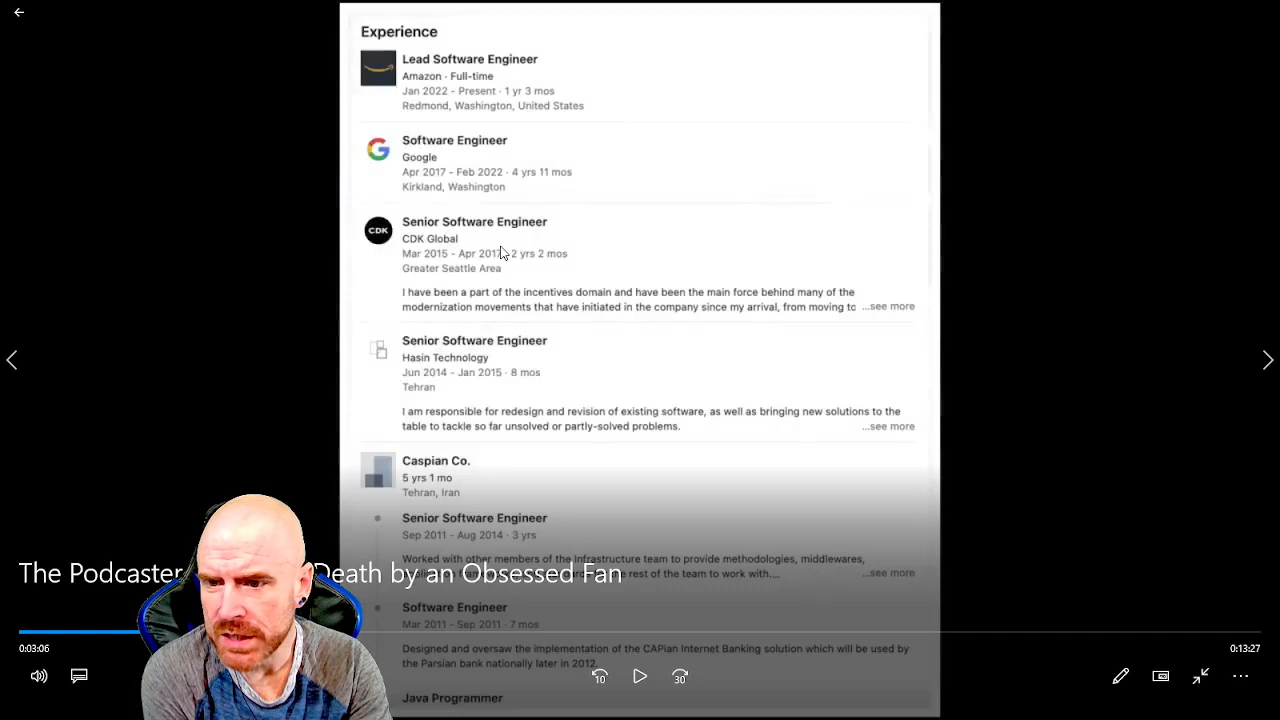 Experience
Lead Software Engineer
Amazon · Full-time
Jan 2022 - Present · 1 yr 3 mos
Redmond, Washington, United States
Software Engineer
Google
Apr 2017 - Feb 2022 · 4 yrs 11 mos
Kirkland, Washington
CDK
Senior Software Engineer
CDK Global
Mar 2015 - Apr 2017 · 2 yrs 2 mos
Greater Seattle Area
I have been a part of the incentives domain and have been the main force behind many of the
modernization movements that have initiated in the company since my arrival, from moving to ...see more
Senior Software Engineer
Hasin Technology
Jun 2014 - Jan 2015 · 8 mos
Tehran
I am responsible for redesign and revision of existing software, as well as bringing new solutions to the
table to tackle so far unsolved or partly-solved problems. ...see more
Caspian Co.
5 yrs 1 mo
Tehran, Iran
Senior Software Engineer
Sep 2011 - Aug 2014 · 3 yrs
Worked with other members of the Infrastructure team to provide methodologies, middlewares,
rest of the team to work with.... ...see more
The Podcaster Death by an Obsessed Fan
Software Engineer
Mar 2011 - Sep 2011 · 7 mos
0:03:06 0:13:27
Designed and oversaw the implementation of the CAPian Internet Banking solution which will be used by
the Parsian bank nationally later in 2012.
10 30
Java Programmer